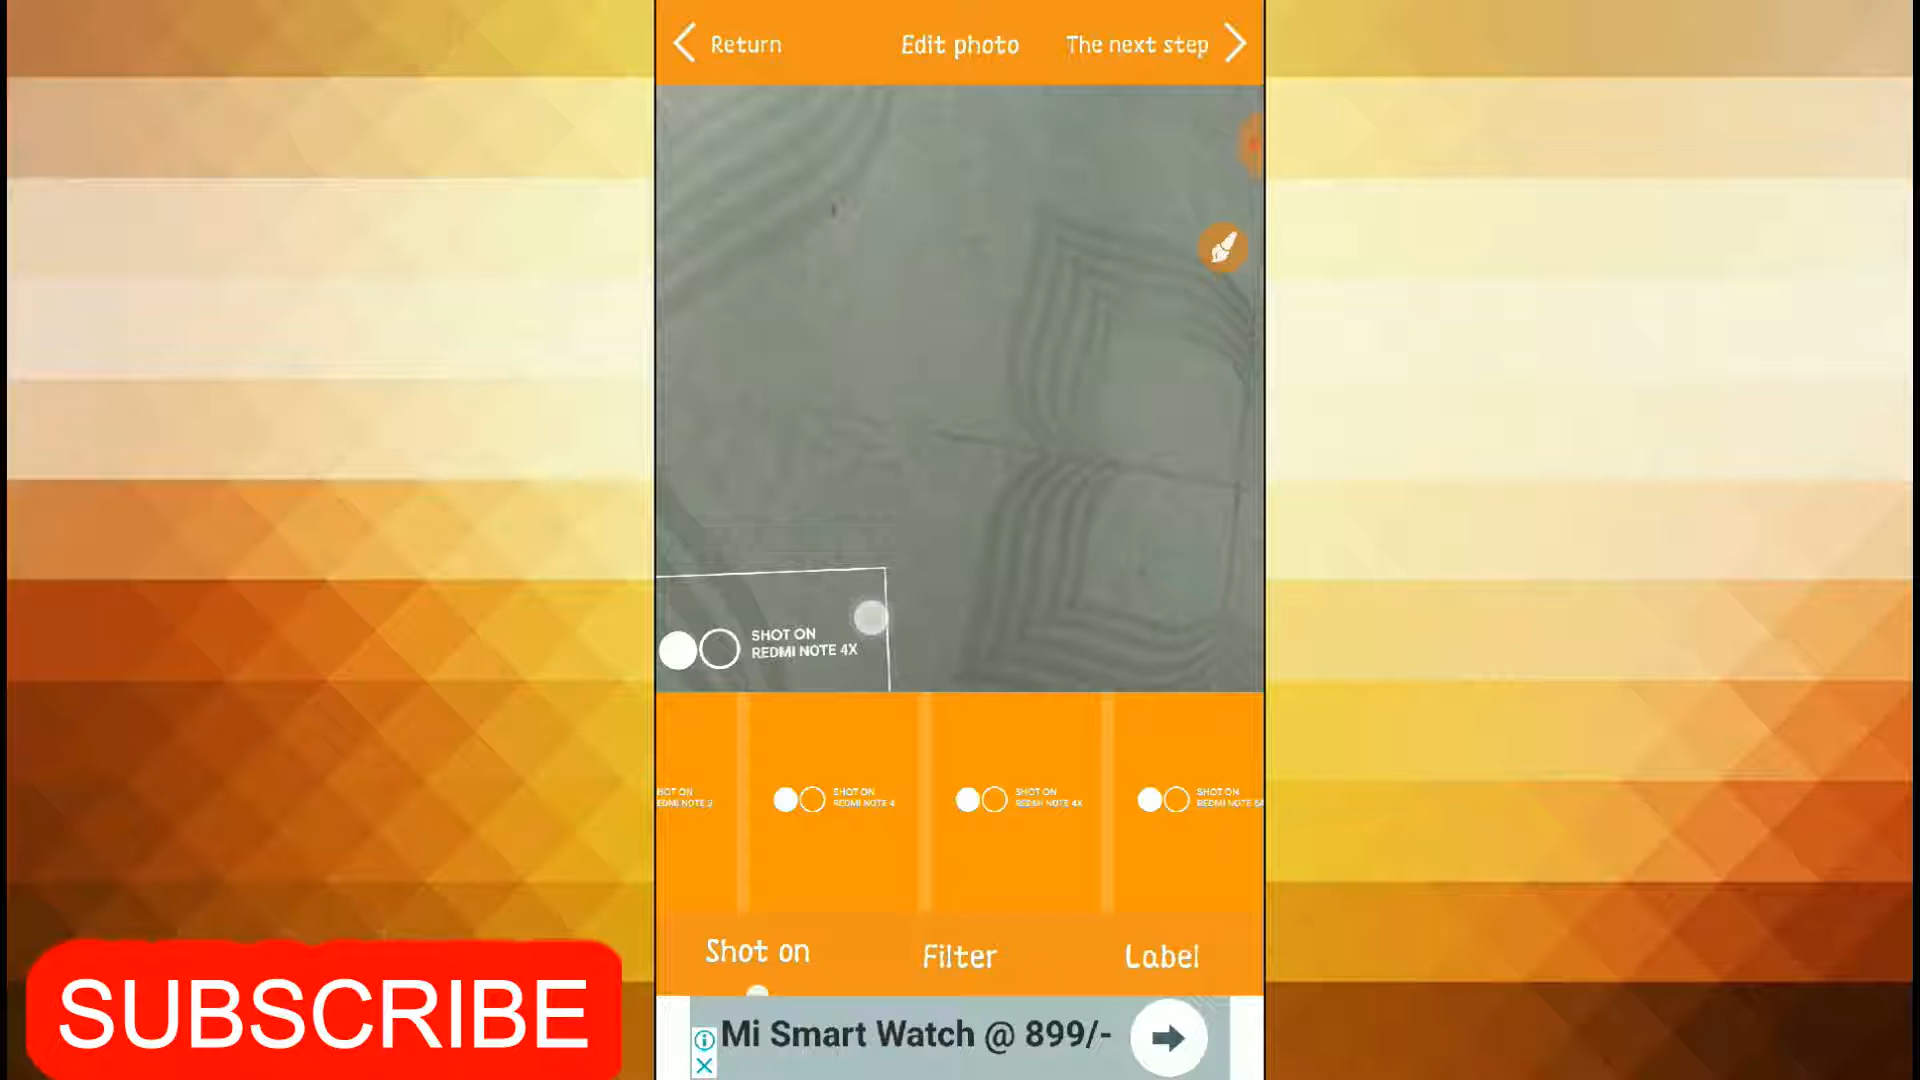 Return
Edit photo
The next step
SHOT ON
REDMI NOTE 4X
SHOT ON
REDMI NOTE 4
SHOT ON
REDMI NOTE 4X
SHOT ON
Shot on
Filter
Label
Mi Smart Watch @ 899/-
SUBSCRIBE